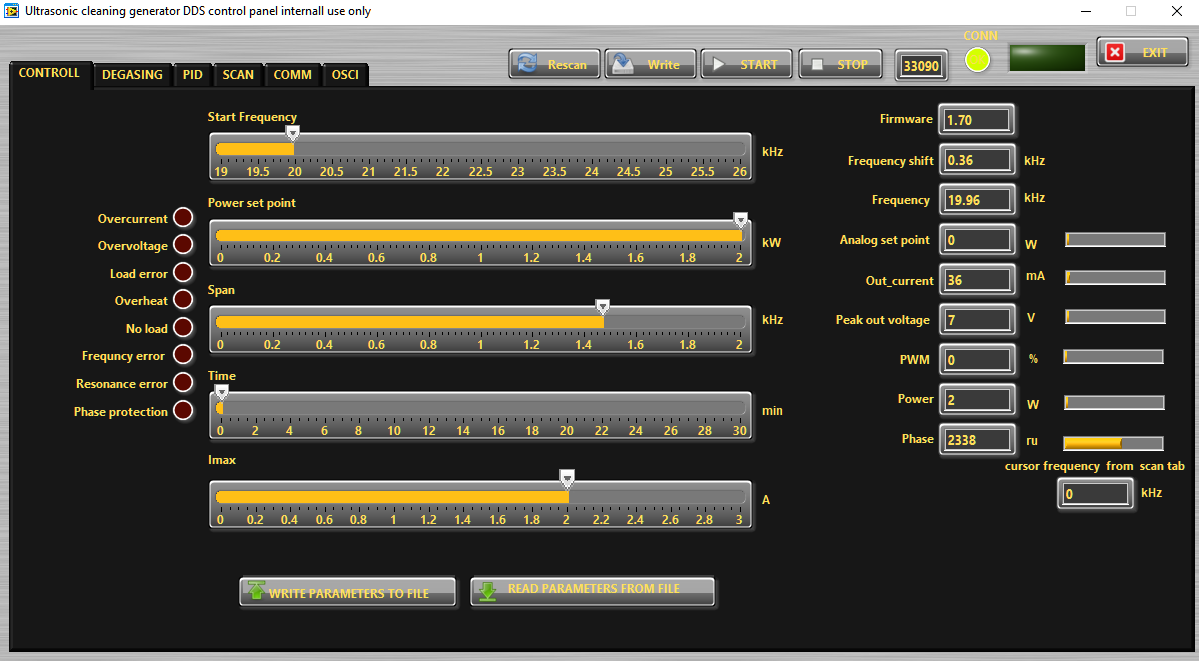 Ultrasonic cleaning generator DDS control panel internall use only
CONTROLL DEGASING PID SCAN COMM OSCI
Rescan Write START STOP 33090 CONN EXIT
Start Frequency
19 19.5 20 20.5 21 21.5 22 22.5 23 23.5 24 24.5 25 25.5 26
kHz
Power set point
0 0.2 0.4 0.6 0.8 1 1.2 1.4 1.6 1.8 2
kW
Span
0 0.2 0.4 0.6 0.8 1 1.2 1.4 1.6 1.8 2
kHz
Time
0 2 4 6 8 10 12 14 16 18 20 22 24 26 28 30
min
Imax
0 0.2 0.4 0.6 0.8 1 1.2 1.4 1.6 1.8 2 2.2 2.4 2.6 2.8 3
A
Overcurrent
Overvoltage
Load error
Overheat
No load
Frequncy error
Resonance error
Phase protection
Firmware 1.70
Frequency shift 0.36 kHz
Frequency 19.96 kHz
Analog set point 0 W
Out_current 36 mA
Peak out voltage 7 V
PWM 0 %
Power 2 W
Phase 2338 ru
cursor frequency from scan tab
0 kHz
WRITE PARAMETERS TO FILE
READ PARAMETERS FROM FILE